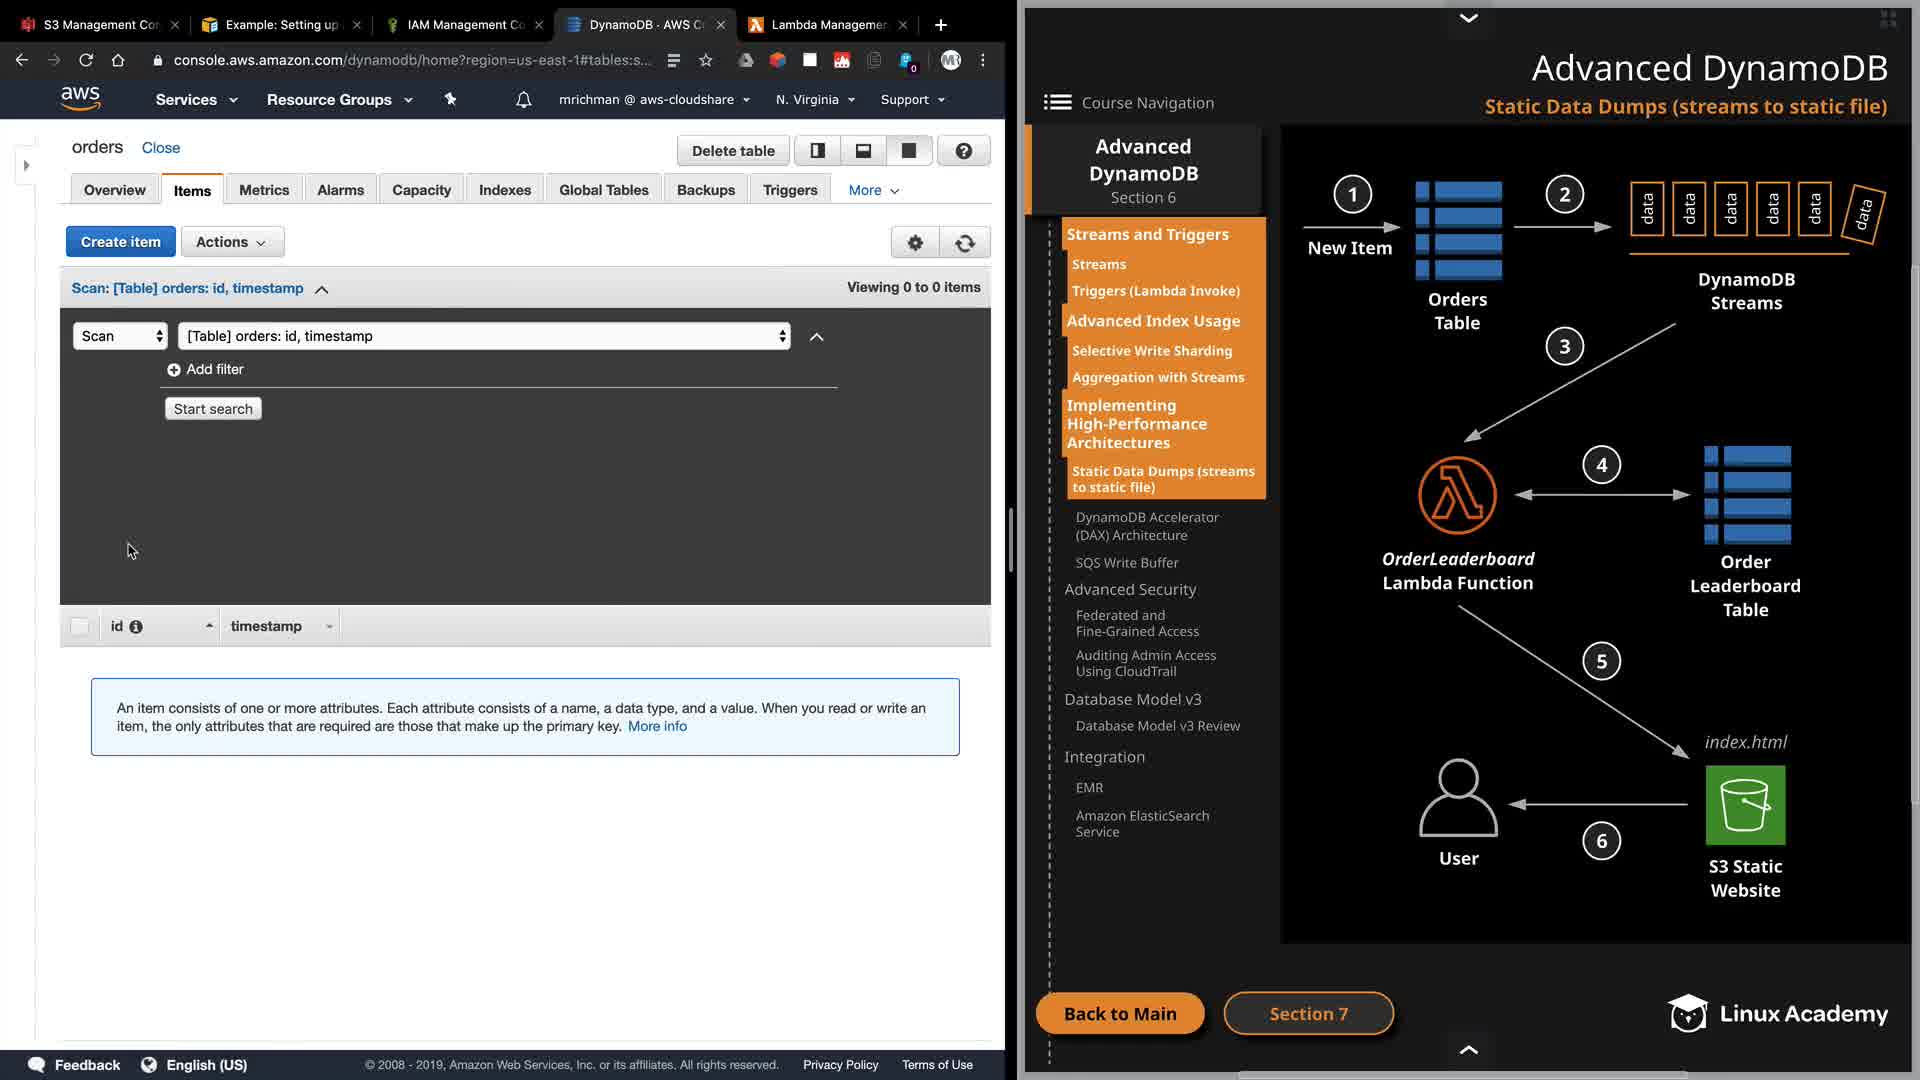 S3 Management Con
Example: Setting up
IAM Management Co
DynamoDB · AWS C
Lambda Managemen
console.aws.amazon.com/dynamodb/home?region=us-east-1#tables:s...
0
aws
Services
Resource Groups
mrichman @ aws-cloudshare
N. Virginia
Support
orders
Close
Delete table
Overview
Items
Metrics
Alarms
Capacity
Indexes
Global Tables
Backups
Triggers
More
Create item
Actions
Scan: [Table] orders: id, timestamp
Viewing 0 to 0 items
Scan
[Table] orders: id, timestamp
Add filter
Start search
id
timestamp
An item consists of one or more attributes. Each attribute consists of a name, a data type, and a value. When you read or write an
item, the only attributes that are required are those that make up the primary key. More info
Feedback
English (US)
© 2008 - 2019, Amazon Web Services, Inc. or its affiliates. All rights reserved.
Privacy Policy
Terms of Use
Advanced DynamoDB
Static Data Dumps (streams to static file)
Course Navigation
Advanced
DynamoDB
Section 6
Streams and Triggers
Streams
Triggers (Lambda Invoke)
Advanced Index Usage
Selective Write Sharding
Aggregation with Streams
Implementing
High-Performance
Architectures
Static Data Dumps (streams
to static file)
DynamoDB Accelerator
(DAX) Architecture
SQS Write Buffer
Advanced Security
Federated and
Fine-Grained Access
Auditing Admin Access
Using CloudTrail
Database Model v3
Database Model v3 Review
Integration
EMR
Amazon ElasticSearch
Service
1
New Item
Orders
Table
2
data
data
data
data
data
data
DynamoDB
Streams
3
OrderLeaderboard
Lambda Function
4
Order
Leaderboard
Table
5
index.html
S3 Static
Website
6
User
Back to Main
Section 7
Linux Academy